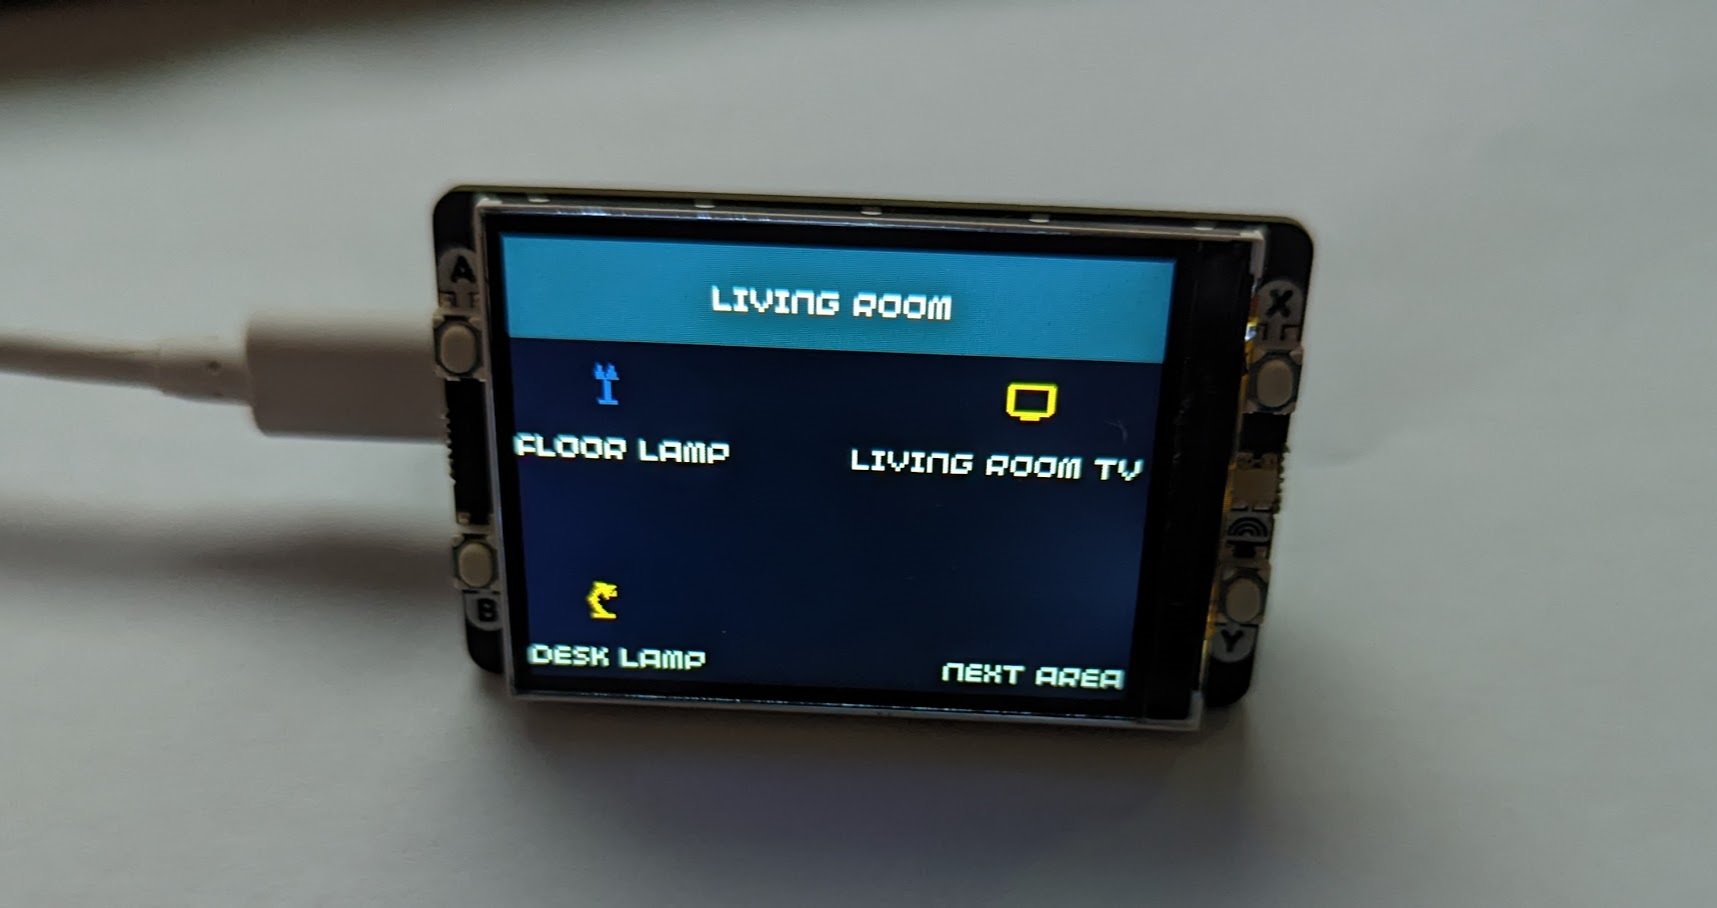 A
X
LIVING ROOM
FLOOR LAMP
LIVING ROOM TV
B
Y
DESK LAMP
NEXT AREA